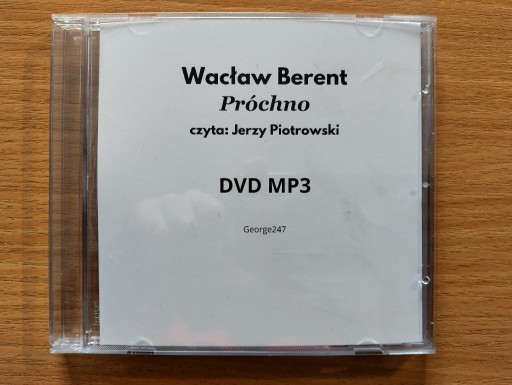 Wacław Berent
Próchno
czyta: Jerzy Piotrowski
DVD MP3
George247